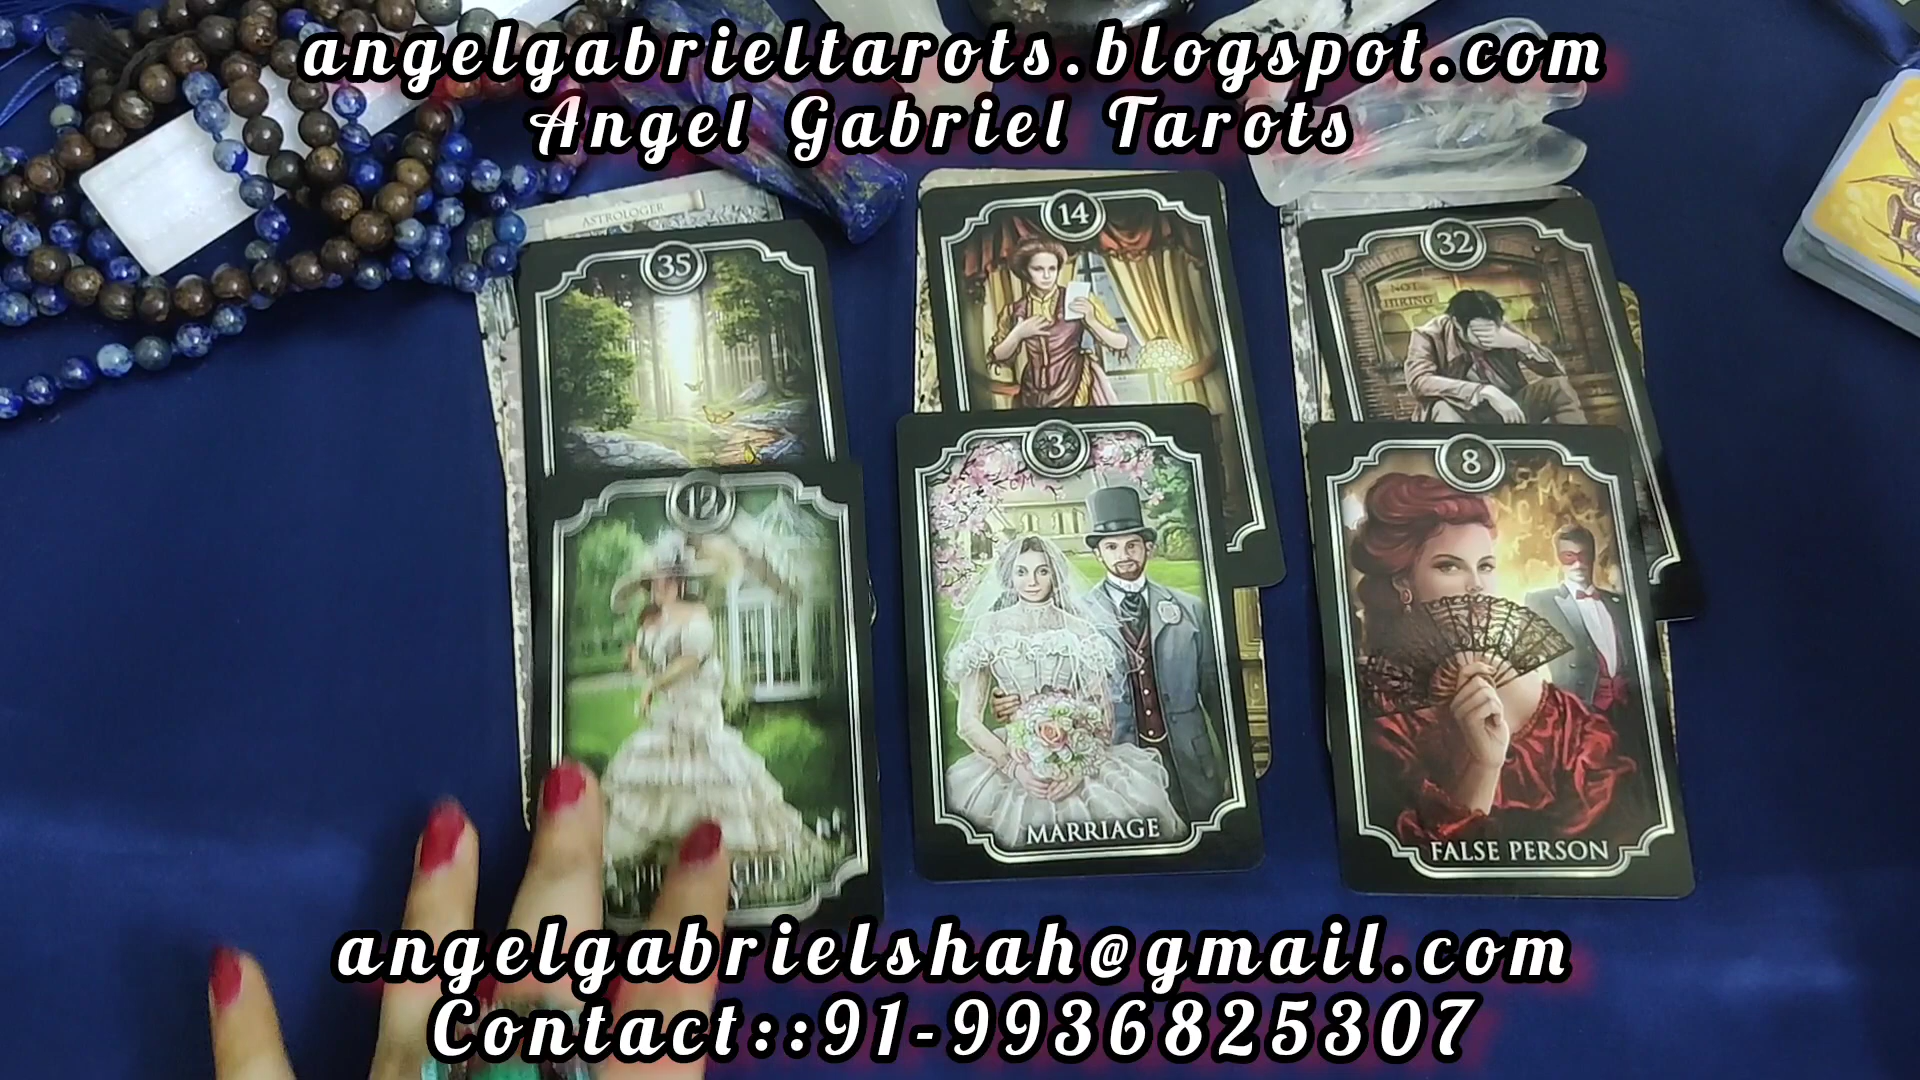 angelgabrieltarots.blogspot.com
Angel Gabriel Tarots
ASTROLOGER
35
14
32
NOT
HIRING
12
3
8
MARRIAGE
FALSE PERSON
angelgabrielshah@gmail.com
Contact::91-9936825307